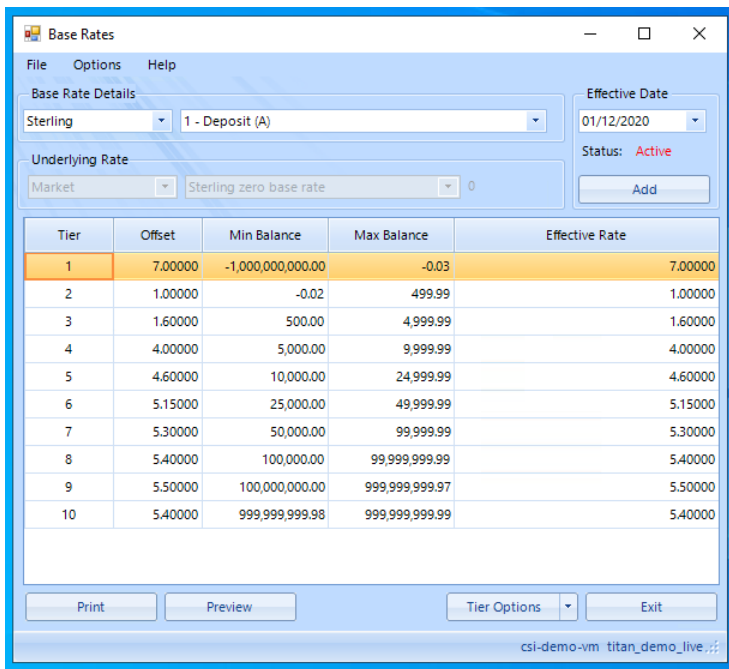 Base Rates
File Options Help
Base Rate Details
Effective Date
Sterling 1 - Deposit (A) 01/12/2020
Status: Active
Underlying Rate
Market Sterling zero base rate 0 Add
Tier Offset Min Balance Max Balance Effective Rate
1 7.00000 -1,000,000,000.00 -0.03 7.00000
2 1.00000 -0.02 499.99 1.00000
3 1.60000 500.00 4,999.99 1.60000
4 4.00000 5,000.00 9,999.99 4.00000
5 4.60000 10,000.00 24,999.99 4.60000
6 5.15000 25,000.00 49,999.99 5.15000
7 5.30000 50,000.00 99,999.99 5.30000
8 5.40000 100,000.00 99,999,999.99 5.40000
9 5.50000 100,000,000.00 999,999,999.97 5.50000
10 5.40000 999,999,999.98 999,999,999.99 5.40000
Print Preview Tier Options Exit
csi-demo-vm titan_demo_live